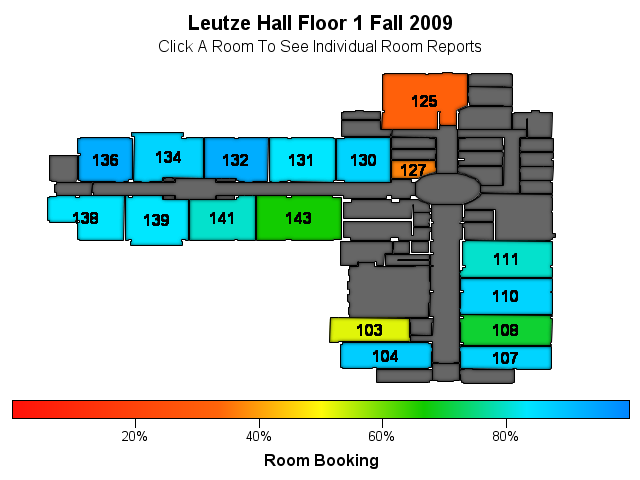 Leutze Hall Floor 1 Fall 2009
Click A Room To See Individual Room Reports
125
136 134 132 131 130
127
138 139 141 143
111
110
103 108
104 107
20% 40% 60% 80%
Room Booking